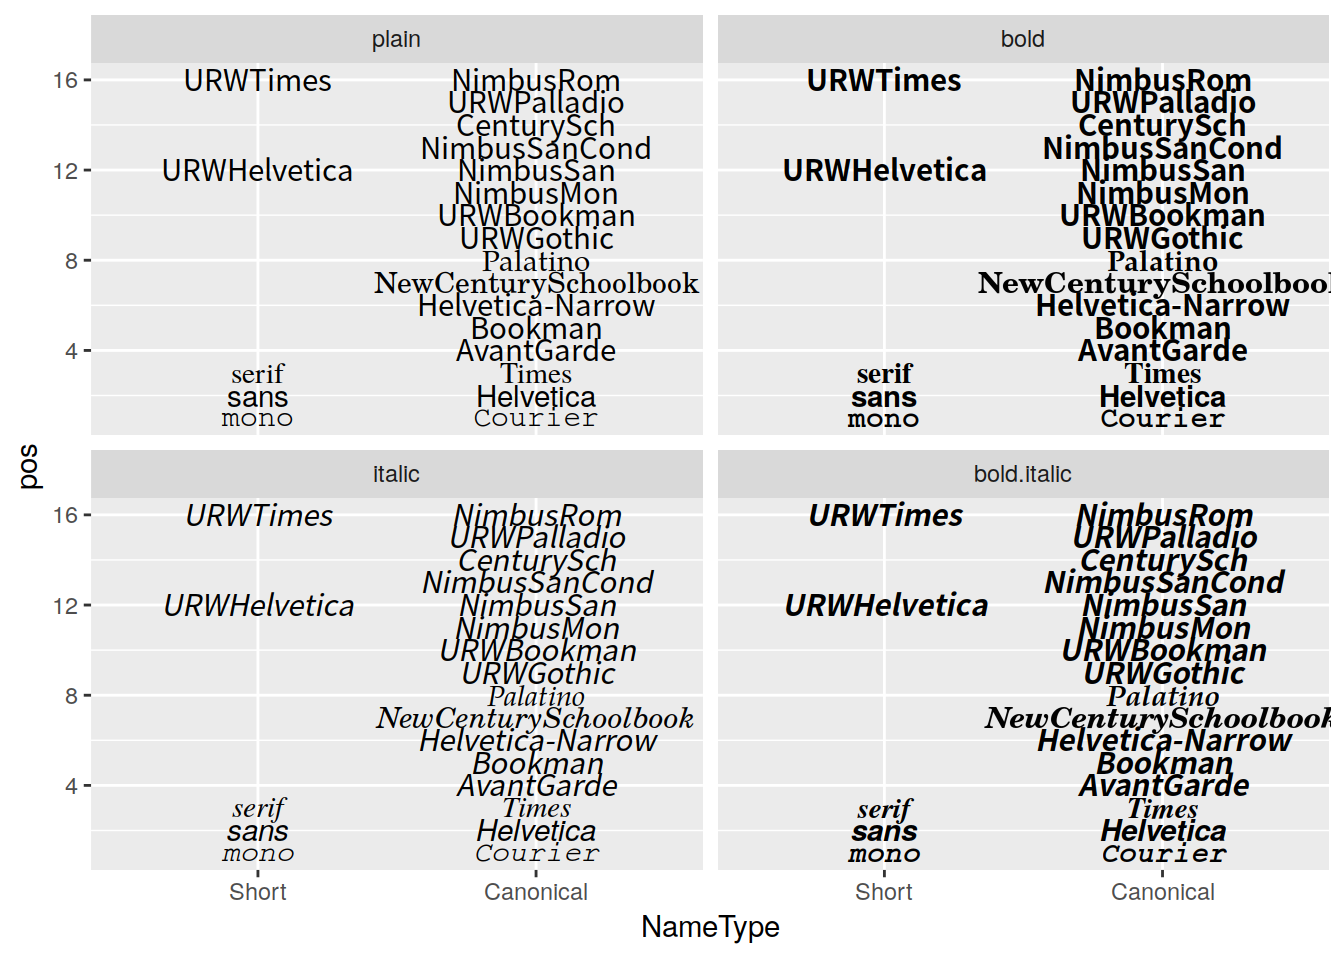 plain bold
16 URWTimes NimbusRom URWTimes NimbusRom
URWPalladio URWPalladio
CenturySch CenturySch
NimbusSanCond NimbusSanCond
12 URWHelvetica NimbusSan URWHelvetica NimbusSan
NimbusMon NimbusMon
URWBookman URWBookman
URWGothic URWGothic
8 Palatino Palatino
NewCenturySchoolbook NewCenturySchoolbook
Helvetica-Narrow Helvetica-Narrow
Bookman Bookman
4 AvantGarde AvantGarde
serif Times serif Times
sans Helvetica sans Helvetica
mono Courier mono Courier
pos
italic bold.italic
16 URWTimes NimbusRom URWTimes NimbusRom
URWPalladio URWPalladio
CenturySch CenturySch
NimbusSanCond NimbusSanCond
12 URWHelvetica NimbusSan URWHelvetica NimbusSan
NimbusMon NimbusMon
URWBookman URWBookman
URWGothic URWGothic
8 Palatino Palatino
NewCenturySchoolbook NewCenturySchoolbook
Helvetica-Narrow Helvetica-Narrow
Bookman Bookman
4 AvantGarde AvantGarde
serif Times serif Times
sans Helvetica sans Helvetica
mono Courier mono Courier
Short Canonical Short Canonical
NameType